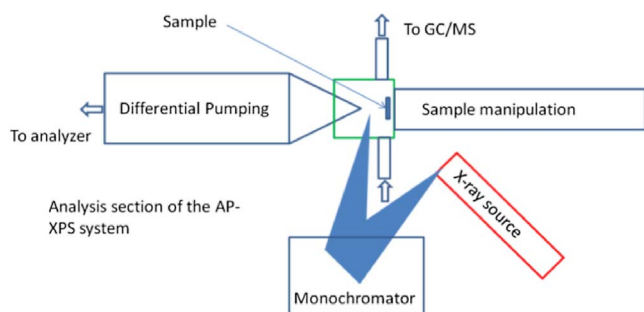 Sample
To GC/MS
Differential Pumping
Sample manipulation
To analyzer
X-ray source
Analysis section of the AP-
XPS system
Monochromator